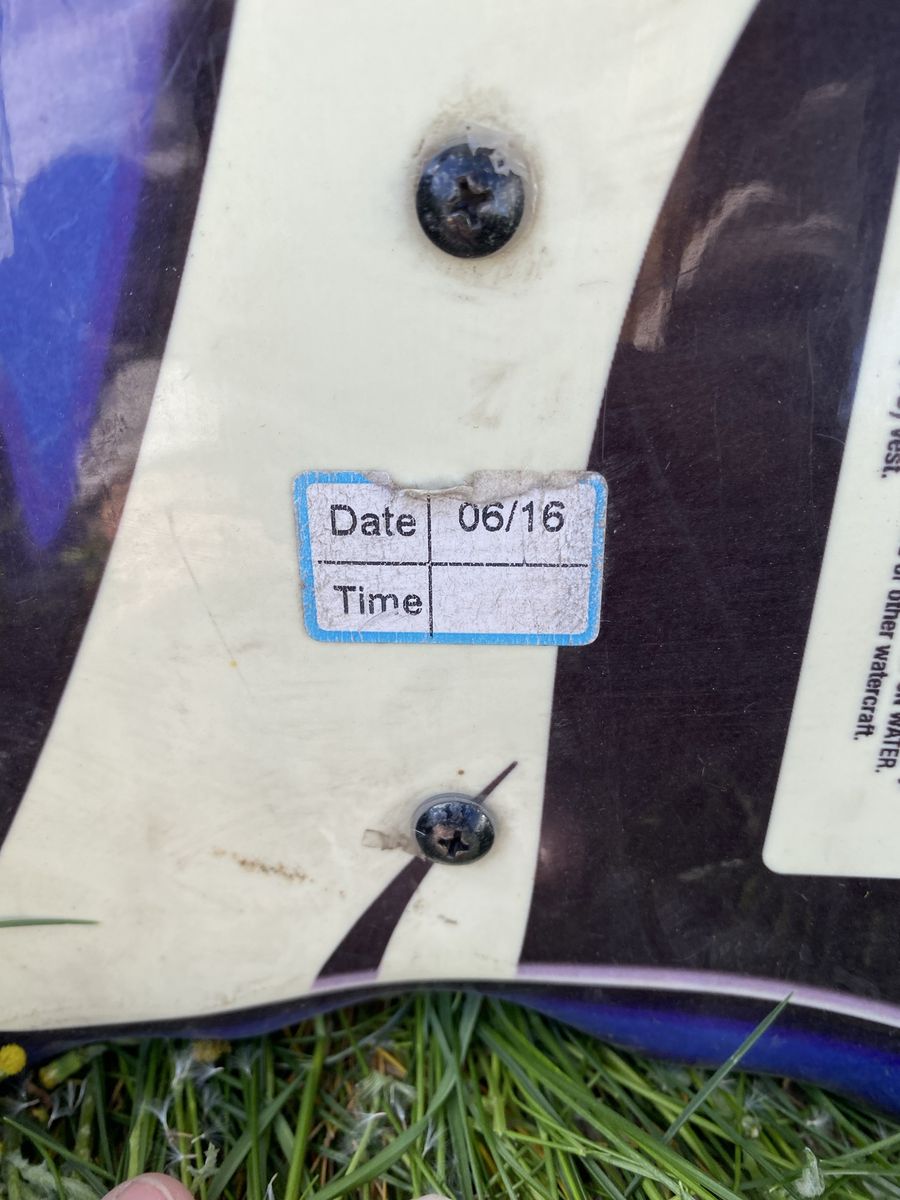 Date 06/16
Time
vest.
or other watercraft.
ON WATER.